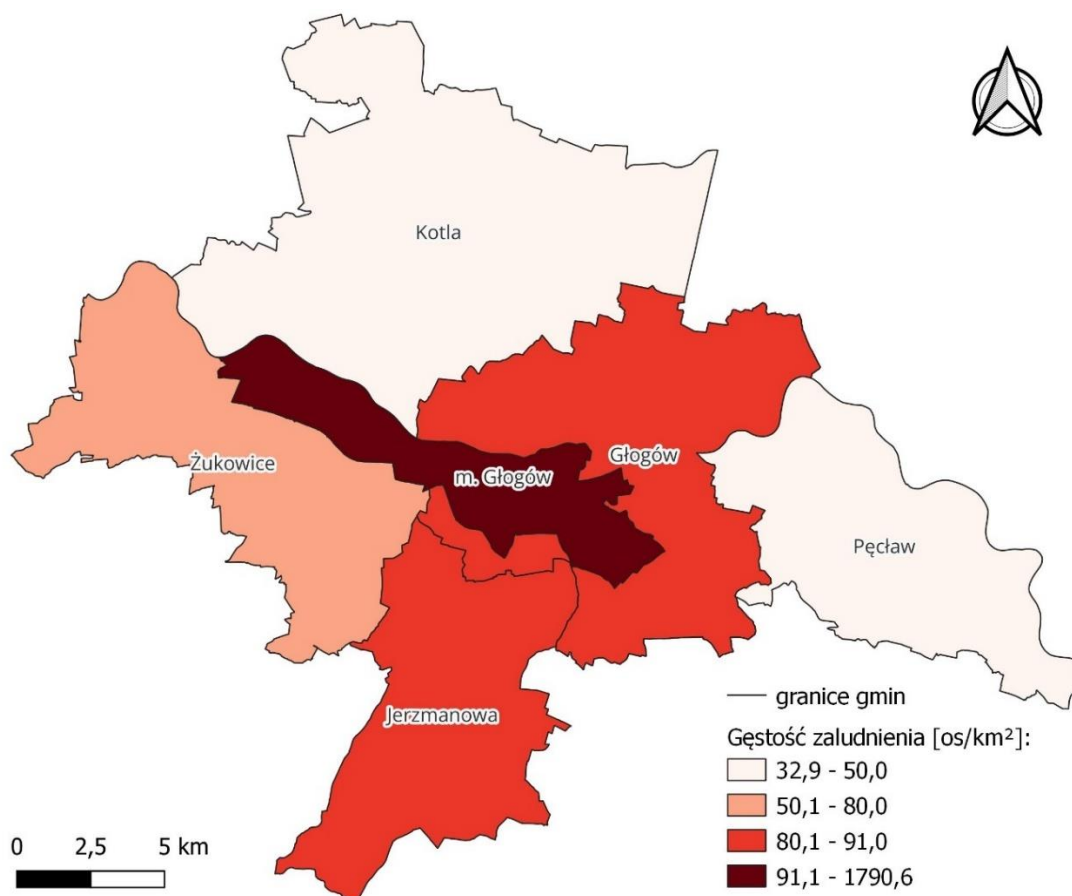 Kotla
Żukowice
m. Głogów
Głogów
Pęcław
Jerzmanowa
granice gmin
Gęstość zaludnienia [os/km²]:
32,9 - 50,0
50,1 - 80,0
80,1 - 91,0
91,1 - 1790,6
0 2,5 5 km